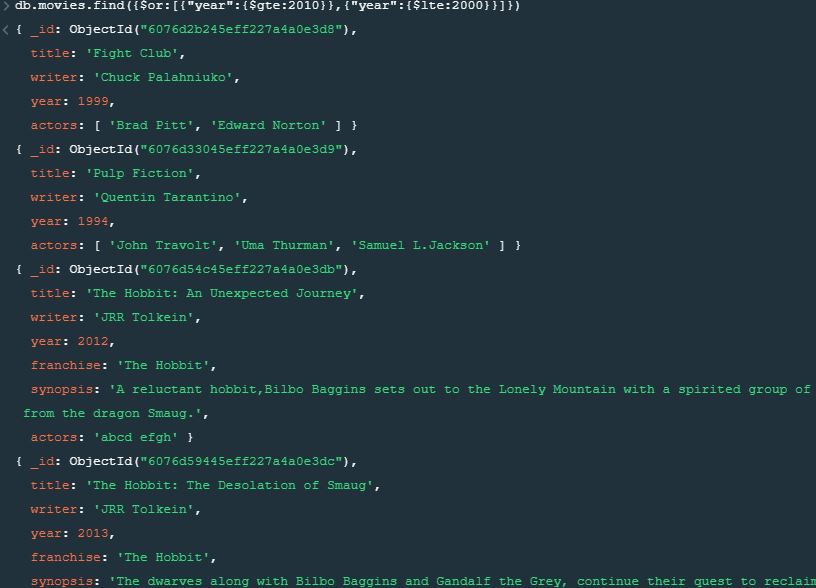 > db.movies.find({$or:[{"year":{$gte:2010}},{"year":{$lte:2000}}]})
< { _id: ObjectId("6076d2b245eff227a4a0e3d8"),
title: 'Fight Club',
writer: 'Chuck Palahniuko',
year: 1999,
actors: [ 'Brad Pitt', 'Edward Norton' ] }
{ _id: ObjectId("6076d33045eff227a4a0e3d9"),
title: 'Pulp Fiction',
writer: 'Quentin Tarantino',
year: 1994,
actors: [ 'John Travolt', 'Uma Thurman', 'Samuel L.Jackson' ] }
{ _id: ObjectId("6076d54c45eff227a4a0e3db"),
title: 'The Hobbit: An Unexpected Journey',
writer: 'JRR Tolkein',
year: 2012,
franchise: 'The Hobbit',
synopsis: 'A reluctant hobbit,Bilbo Baggins sets out to the Lonely Mountain with a spirited group of
from the dragon Smaug.',
actors: 'abcd efgh' }
{ _id: ObjectId("6076d59445eff227a4a0e3dc"),
title: 'The Hobbit: The Desolation of Smaug',
writer: 'JRR Tolkein',
year: 2013,
franchise: 'The Hobbit',
synopsis: 'The dwarves along with Bilbo Baggins and Gandalf the Grey, continue their quest to reclaim